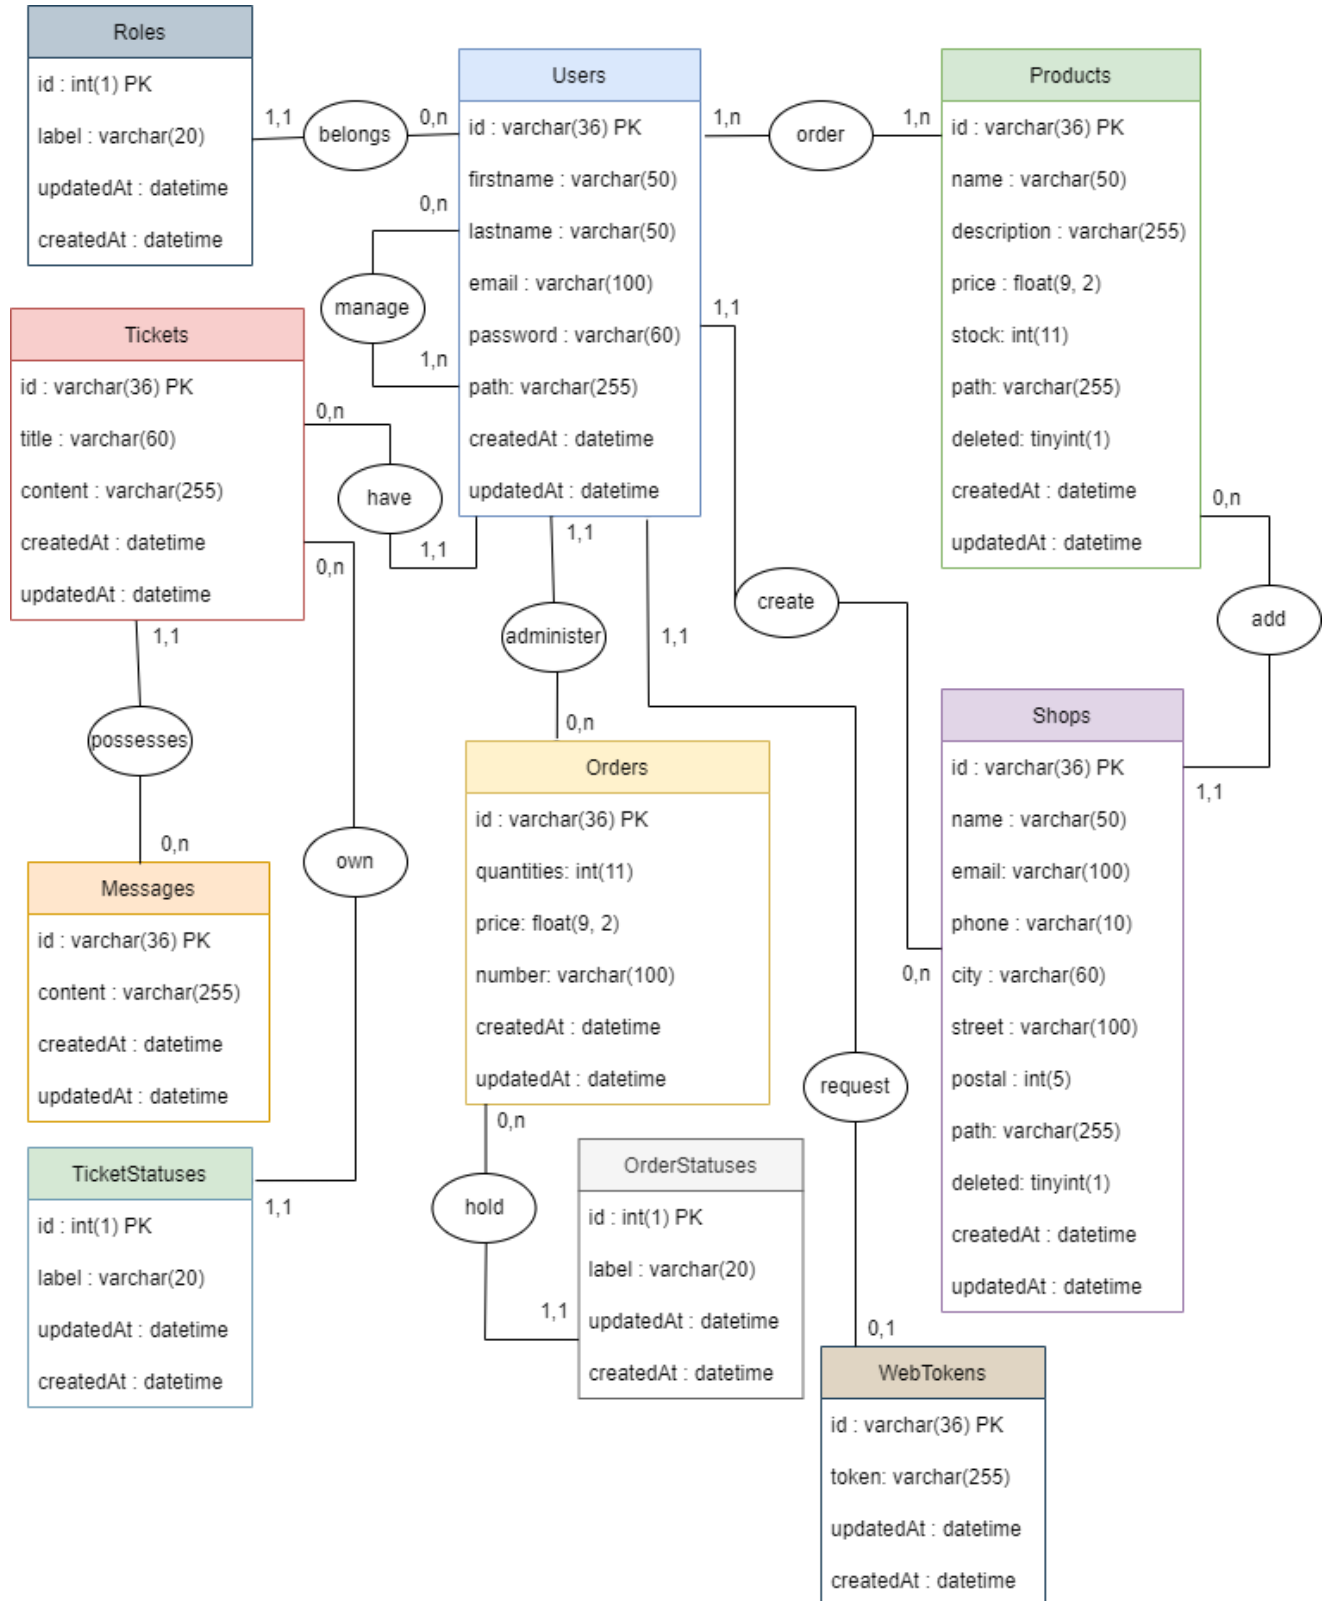 Roles
id : int(1) PK
label : varchar(20)
updatedAt : datetime
createdAt : datetime
1,1
belongs
0,n
Users
id : varchar(36) PK
firstname : varchar(50)
lastname : varchar(50)
email : varchar(100)
password : varchar(60)
path: varchar(255)
createdAt : datetime
updatedAt : datetime
1,n
order
1,n
Products
id : varchar(36) PK
name : varchar(50)
description : varchar(255)
price : float(9, 2)
stock: int(11)
path: varchar(255)
deleted: tinyint(1)
createdAt : datetime
updatedAt : datetime
0,n
manage
1,n
Tickets
id : varchar(36) PK
title : varchar(60)
content : varchar(255)
createdAt : datetime
updatedAt : datetime
0,n
have
1,1
0,n
own
1,1
1,1
possesses
0,n
1,1
administer
0,n
1,1
create
0,n
1,1
request
0,1
0,n
add
1,1
Messages
id : varchar(36) PK
content : varchar(255)
createdAt : datetime
updatedAt : datetime
TicketStatuses
id : int(1) PK
label : varchar(20)
updatedAt : datetime
createdAt : datetime
Orders
id : varchar(36) PK
quantities: int(11)
price: float(9, 2)
number: varchar(100)
createdAt : datetime
updatedAt : datetime
0,n
hold
1,1
OrderStatuses
id : int(1) PK
label : varchar(20)
updatedAt : datetime
createdAt : datetime
Shops
id : varchar(36) PK
name : varchar(50)
email: varchar(100)
phone : varchar(10)
city : varchar(60)
street : varchar(100)
postal : int(5)
path: varchar(255)
deleted: tinyint(1)
createdAt : datetime
updatedAt : datetime
WebTokens
id : varchar(36) PK
token: varchar(255)
updatedAt : datetime
createdAt : datetime